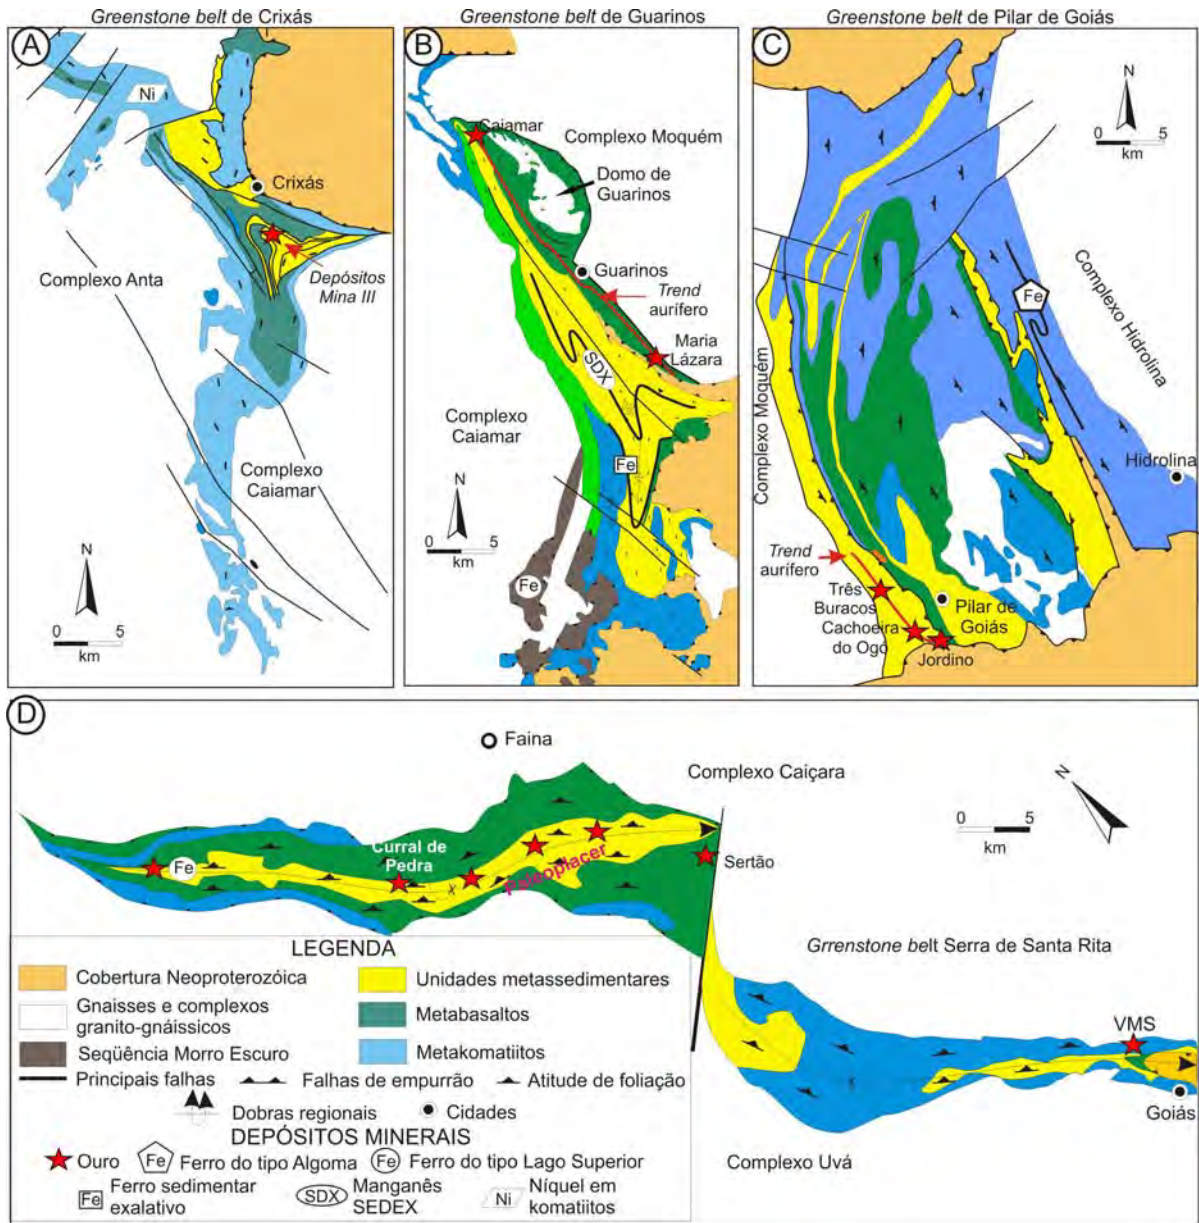 Greenstone belt de Crixás
Greenstone belt de Guarinos
Greenstone belt de Pilar de Goiás
A
Ni
Crixás
Complexo Anta
Depósitos
Mina III
Complexo
Caiamar
N
0 5
km
B
Caiamar
Complexo Moquém
Domo de
Guarinos
Guarinos
Trend
aurífero
Maria
Lázara
SDX
Complexo
Caiamar
Fe
N
0 5
km
Fe
C
N
0 5
km
Fe
Complexo Hidrolina
Complexo Moquém
Hidrolina
Trend
aurífero
Três
Buracos
Cachoeira
do Ogó
Pilar de
Goiás
Jordino
D
Faina
Complexo Caiçara
N
0 5
km
Curral de
Pedra
Fe
Paleoplacer
Sertão
Grrenstone belt Serra de Santa Rita
VMS
Goiás
Complexo Uvá
LEGENDA
Cobertura Neoproterozóica
Unidades metassedimentares
Gnaisses e complexos
granito-gnáissicos
Metabasaltos
Seqüência Morro Escuro
Metakomatiitos
Principais falhas
Falhas de empurrão
Atitude de foliação
Dobras regionais
Cidades
DEPÓSITOS MINERAIS
Ouro
Fe
Ferro do tipo Algoma
Fe
Ferro do tipo Lago Superior
Fe
Ferro sedimentar
exalativo
SDX
Manganês
SEDEX
Ni
Níquel em
komatiitos